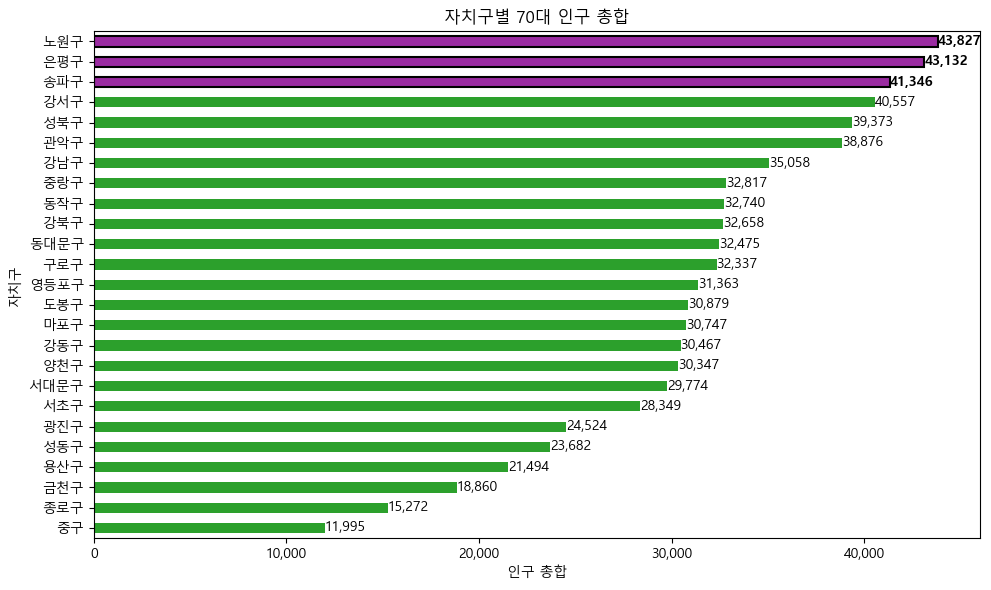 자치구별 70대 인구 총합
자치구
노원구 43,827
은평구 43,132
송파구 41,346
강서구 40,557
성북구 39,373
관악구 38,876
강남구 35,058
중랑구 32,817
동작구 32,740
강북구 32,658
동대문구 32,475
구로구 32,337
영등포구 31,363
도봉구 30,879
마포구 30,747
강동구 30,467
양천구 30,347
서대문구 29,774
서초구 28,349
광진구 24,524
성동구 23,682
용산구 21,494
금천구 18,860
종로구 15,272
중구 11,995
0 10,000 20,000 30,000 40,000
인구 총합